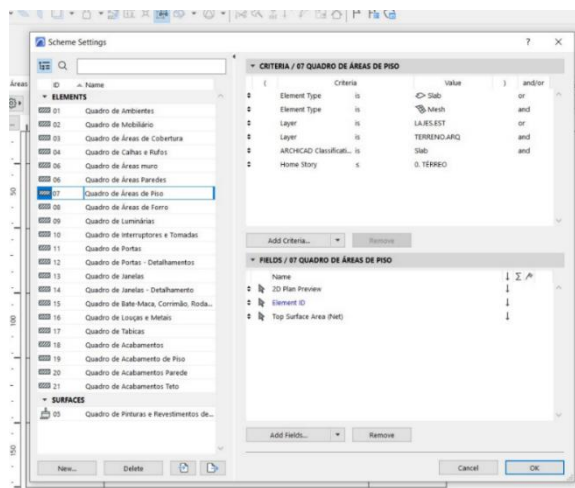 Scheme Settings
? ×
Áreas
ID Name
ELEMENTS
01 Quadro de Ambientes
02 Quadro de Mobiliário
03 Quadro de Áreas de Cobertura
04 Quadro de Calhas e Rufos
06 Quadro de Áreas muro
06 Quadro de Áreas Paredes
07 Quadro de Áreas de Piso
08 Quadro de Áreas de Forro
09 Quadro de Luminárias
10 Quadro de Interruptores e Tomadas
11 Quadro de Portas
12 Quadro de Portas - Detalhamentos
13 Quadro de Janelas
14 Quadro de Janelas - Detalhamento
15 Quadro de Bate-Maca, Corrimão, Roda...
16 Quadro de Louças e Metais
17 Quadro de Tabicas
18 Quadro de Acabamentos
19 Quadro de Acabamento de Piso
20 Quadro de Acabamentos Parede
21 Quadro de Acabamentos Teto
SURFACES
05 Quadro de Pinturas e Revestimentos de...
New...
Delete
CRITERIA / 07 QUADRO DE ÁREAS DE PISO
( Criteria Value ) and/or
Element Type is Slab or
Element Type is Mesh and
Layer is LAJES.EST or
Layer is TERRENO.ARQ and
ARCHICAD Classificati... is Slab and
Home Story s 0. TÉRREO
Add Criteria...
Remove
FIELDS / 07 QUADRO DE ÁREAS DE PISO
Name
2D Plan Preview
Element ID
Top Surface Area (Net)
Add Fields...
Remove
Cancel
OK
50
100
150